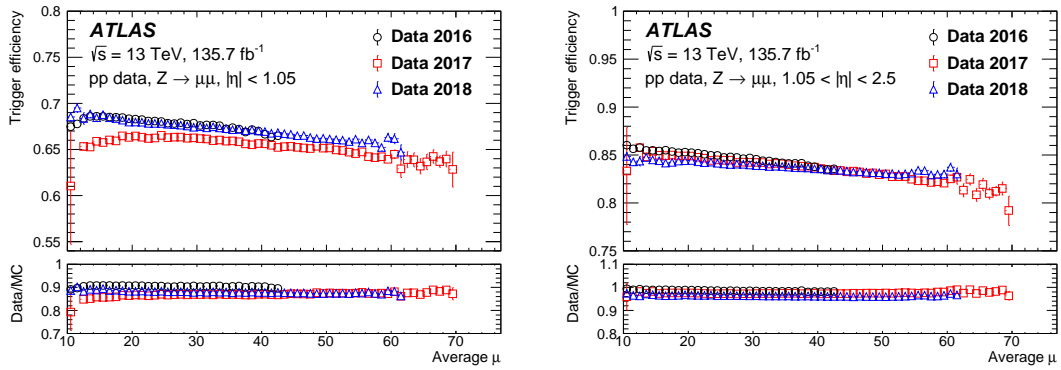 Trigger efficiency
0.8
0.75
0.7
0.65
0.6
0.55
ATLAS
√s = 13 TeV, 135.7 fb⁻¹
pp data, Z → μμ, |η| < 1.05
Data 2016
Data 2017
Data 2018
Data/MC
1
0.9
0.8
0.7
10 20 30 40 50 60 70
Average μ
Trigger efficiency
1
0.95
0.9
0.85
0.8
0.75
ATLAS
√s = 13 TeV, 135.7 fb⁻¹
pp data, Z → μμ, 1.05 < |η| < 2.5
Data 2016
Data 2017
Data 2018
Data/MC
1.1
1
0.9
0.8
10 20 30 40 50 60 70
Average μ